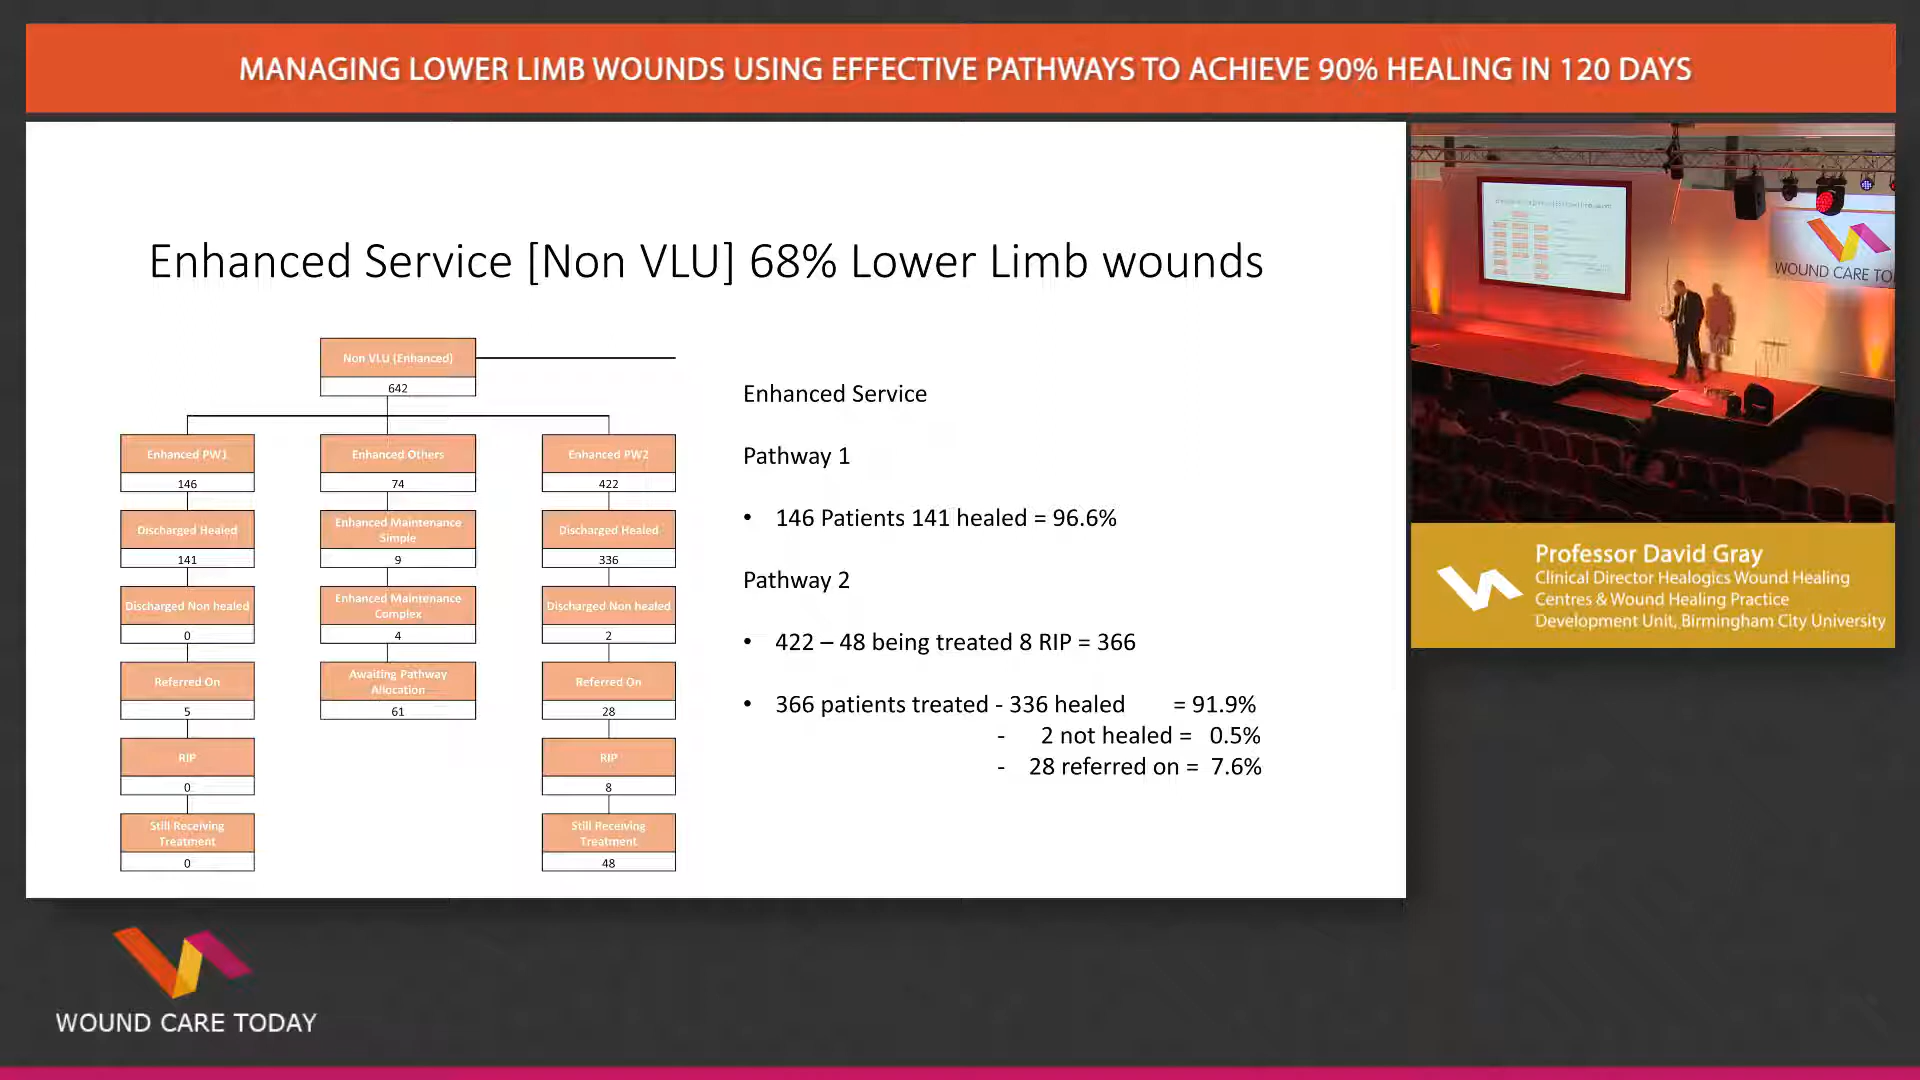 MANAGING LOWER LIMB WOUNDS USING EFFECTIVE PATHWAYS TO ACHIEVE 90% HEALING IN 120 DAYS
Enhanced Service [Non VLU] 68% Lower Limb wounds
Non VLU (Enhanced)
642
Enhanced PW1
146
Discharged Healed
141
Discharged Non healed
0
Referred On
5
RIP
0
Still Receiving
Treatment
0
Enhanced Others
74
Enhanced Maintenance
Simple
9
Enhanced Maintenance
Complex
4
Awaiting Pathway
Allocation
61
Enhanced PW2
422
Discharged Healed
336
Discharged Non healed
2
Referred On
28
RIP
8
Still Receiving
Treatment
48
Enhanced Service
Pathway 1
• 146 Patients 141 healed = 96.6%
Pathway 2
• 422 – 48 being treated 8 RIP = 366
• 366 patients treated - 336 healed = 91.9%
- 2 not healed = 0.5%
- 28 referred on = 7.6%
WOUND CARE TO
Professor David Gray
Clinical Director Healogics Wound Healing
Centres & Wound Healing Practice
Development Unit, Birmingham City University
WOUND CARE TODAY